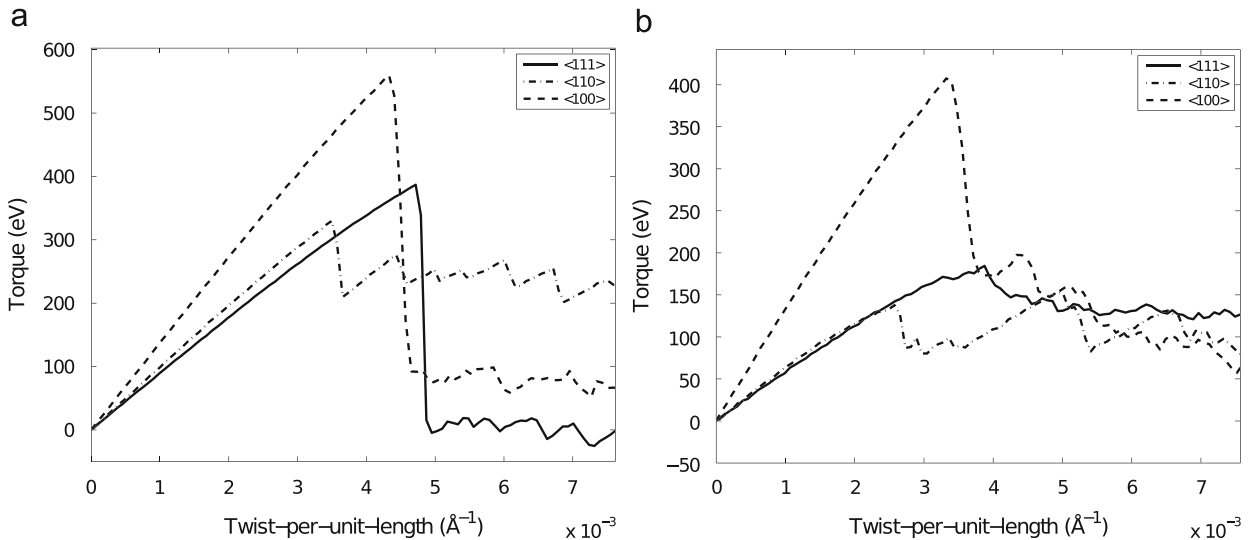 a
600
500
400
300
200
100
0
Torque (eV)
<111>
<110>
<100>
0 1 2 3 4 5 6 7
Twist–per–unit–length (Å⁻¹)
x 10⁻³
b
400
350
300
250
200
150
100
50
0
−50
Torque (eV)
<111>
<110>
<100>
0 1 2 3 4 5 6 7
Twist–per–unit–length (Å⁻¹)
x 10⁻³